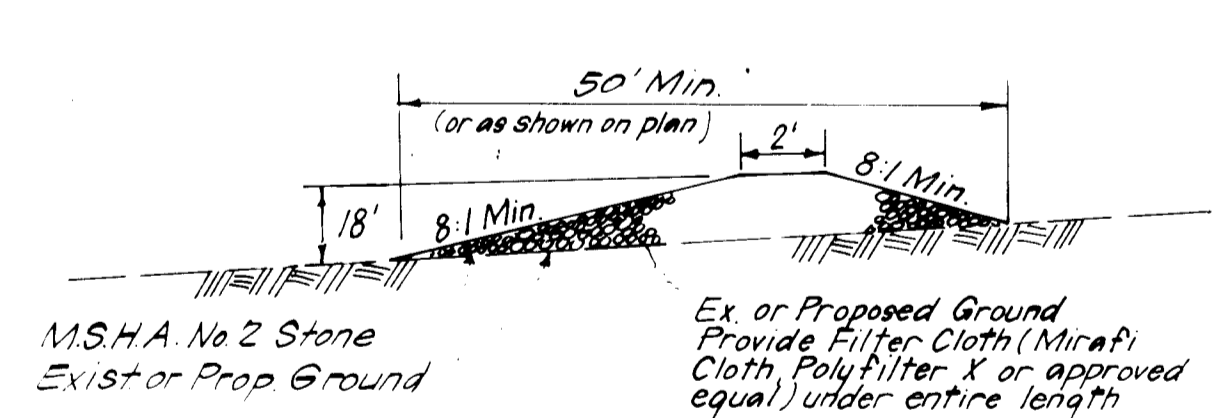 50' Min.
(or as shown on plan)
2'
8:1 Min.
18'
8:1 Min.
M.S.H.A. No. 2 Stone
Exist or Prop. Ground
Ex. or Proposed Ground
Provide Filter Cloth (Mirafi
Cloth, Polyfilter X or approved
equal) under entire length